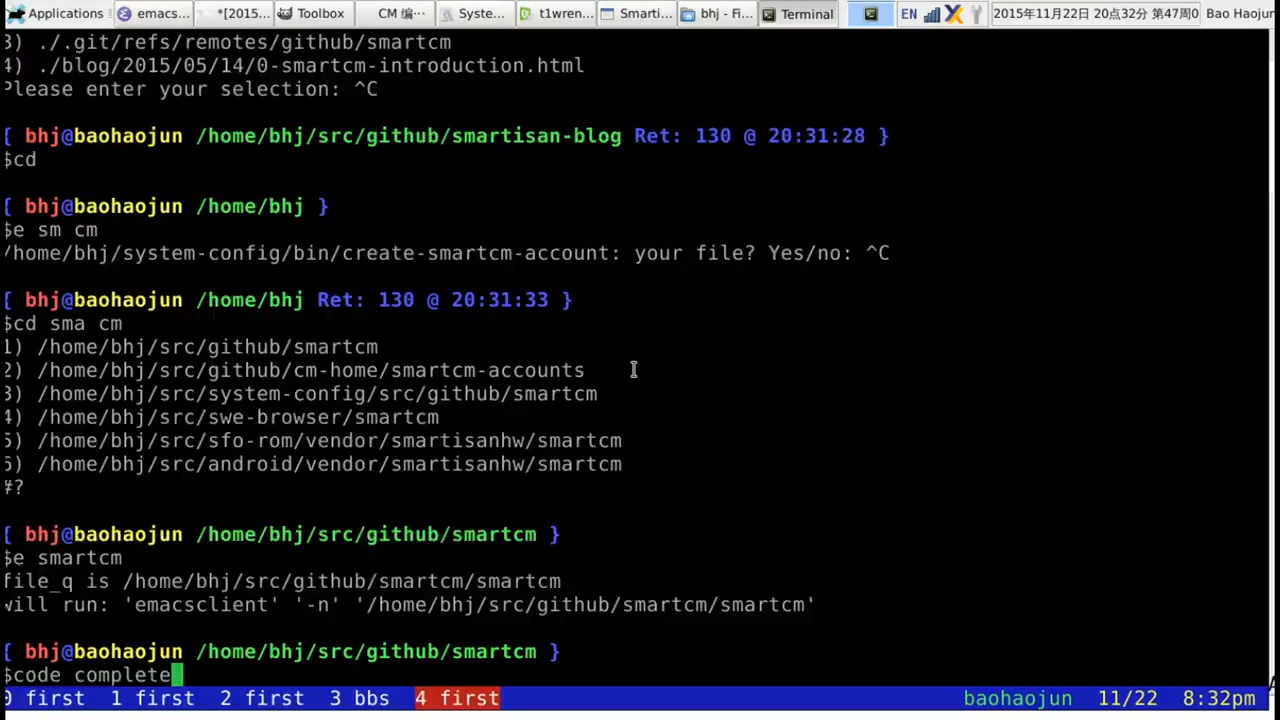 Applications emacs... *[2015... Toolbox CM 编... Syste... t1wren... Smarti... bhj - Fi... Terminal EN 2015年11月22日 20点32分 第47周0 Bao Haojun
3) ./.git/refs/remotes/github/smartcm
4) ./blog/2015/05/14/0-smartcm-introduction.html
Please enter your selection: ^C
[ bhj@baohaojun /home/bhj/src/github/smartisan-blog Ret: 130 @ 20:31:28 }
$cd
[ bhj@baohaojun /home/bhj }
$e sm cm
/home/bhj/system-config/bin/create-smartcm-account: your file? Yes/no: ^C
[ bhj@baohaojun /home/bhj Ret: 130 @ 20:31:33 }
$cd sma cm
1) /home/bhj/src/github/smartcm
2) /home/bhj/src/github/cm-home/smartcm-accounts
3) /home/bhj/src/system-config/src/github/smartcm
4) /home/bhj/src/swe-browser/smartcm
5) /home/bhj/src/sfo-rom/vendor/smartisanhw/smartcm
6) /home/bhj/src/android/vendor/smartisanhw/smartcm
#?
[ bhj@baohaojun /home/bhj/src/github/smartcm }
$e smartcm
file_q is /home/bhj/src/github/smartcm/smartcm
will run: 'emacsclient' '-n' '/home/bhj/src/github/smartcm/smartcm'
[ bhj@baohaojun /home/bhj/src/github/smartcm }
$code complete
0 first 1 first 2 first 3 bbs 4 first baohaojun 11/22 8:32pm